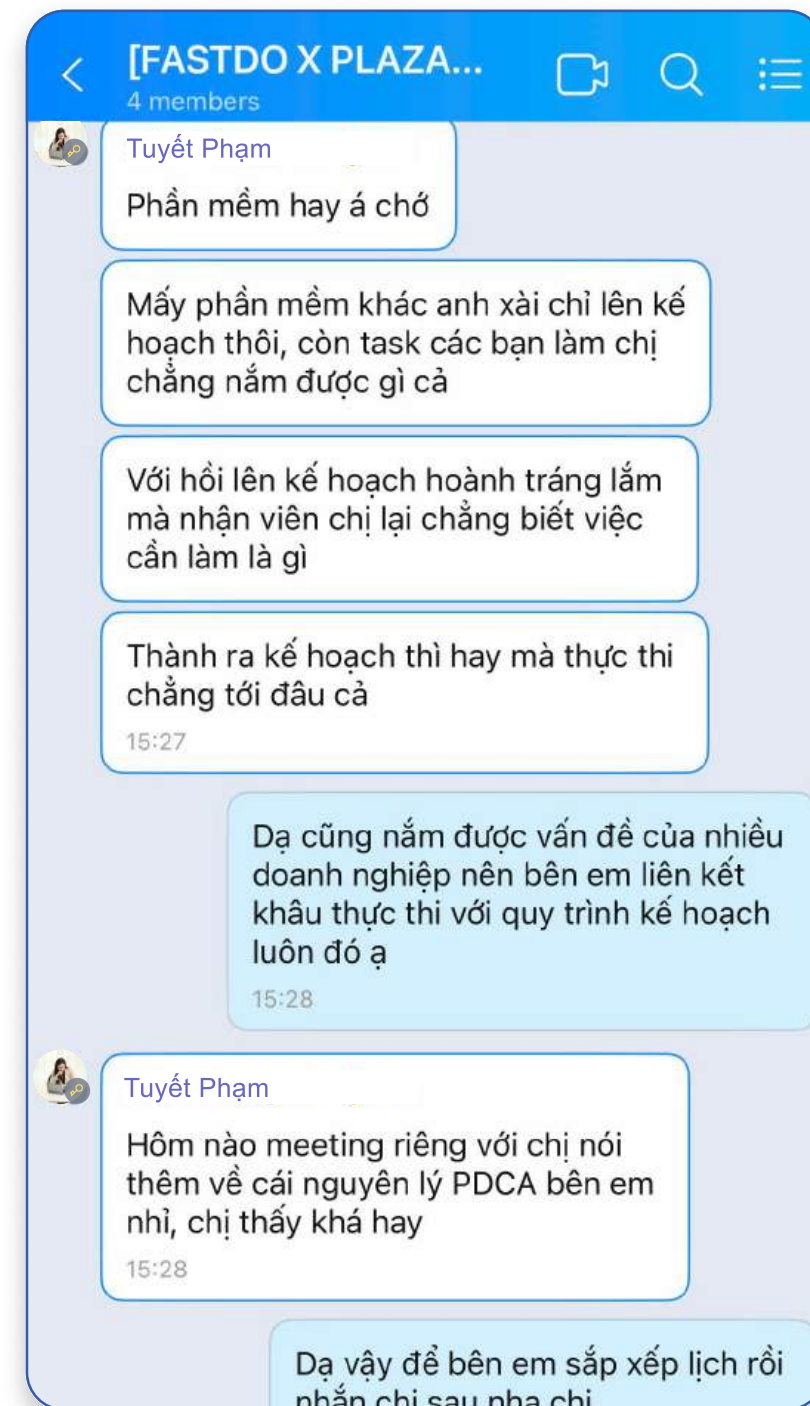 [FASTDO X PLAZA...
4 members
Tuyết Phạm
Phần mềm hay á chớ
Mấy phần mềm khác anh xài chỉ lên kế
hoạch thôi, còn task các bạn làm chị
chẳng nắm được gì cả
Với hồi lên kế hoạch hoành tráng lắm
mà nhận viên chị lại chẳng biết việc
cần làm là gì
Thành ra kế hoạch thì hay mà thực thi
chẳng tới đâu cả
15:27
Dạ cũng nắm được vấn đề của nhiều
doanh nghiệp nên bên em liên kết
khâu thực thi với quy trình kế hoạch
luôn đó ạ
15:28
Tuyết Phạm
Hôm nào meeting riêng với chị nói
thêm về cái nguyên lý PDCA bên em
nhỉ, chị thấy khá hay
15:28
Dạ vậy để bên em sắp xếp lịch rồi
nhắn chị sau nha chị